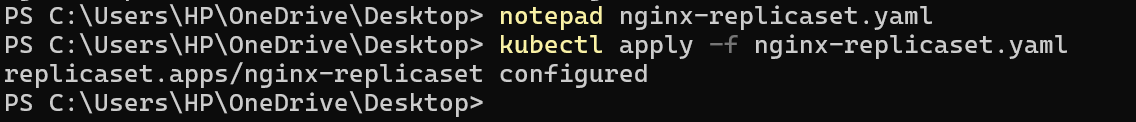 PS C:\Users\HP\OneDrive\Desktop> notepad nginx-replicaset.yaml
PS C:\Users\HP\OneDrive\Desktop> kubectl apply -f nginx-replicaset.yaml
replicaset.apps/nginx-replicaset configured
PS C:\Users\HP\OneDrive\Desktop>